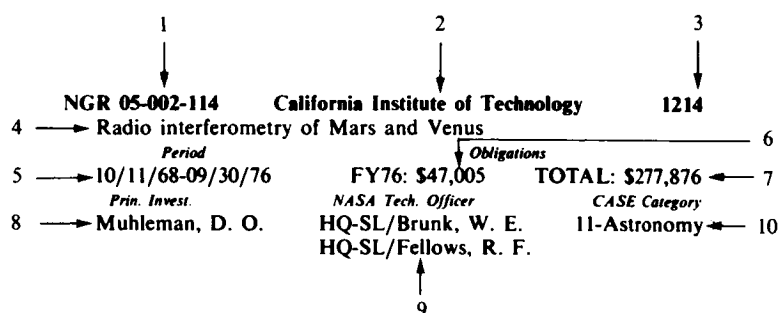 1 2 3
NGR 05-002-114 California Institute of Technology 1214
4 Radio interferometry of Mars and Venus
6
Period Obligations
5 10/11/68-09/30/76 FY76: $47,005 TOTAL: $277,876 7
Prin. Invest. NASA Tech. Officer CASE Category
8 Muhleman, D. O. HQ-SL/Brunk, W. E. 11-Astronomy 10
HQ-SL/Fellows, R. F.
9